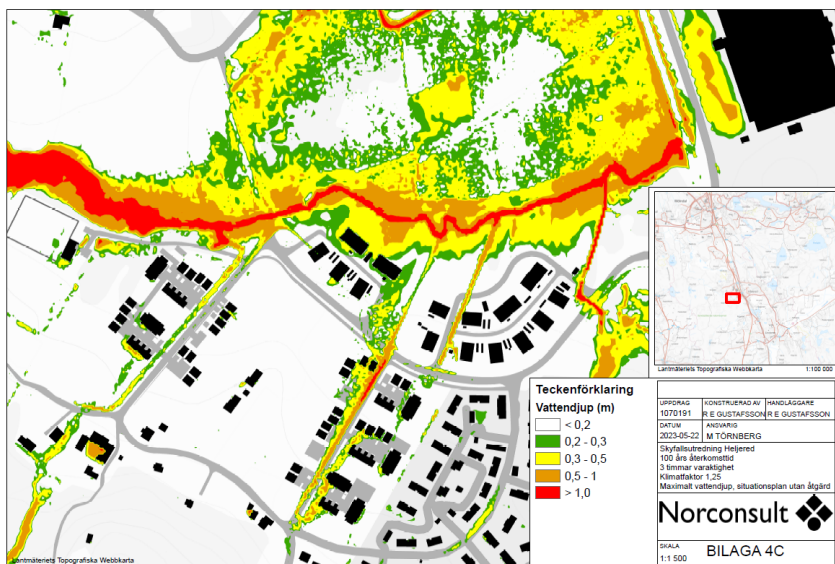 Lantmäteriets Topografiska Webbkarta
1:100 000
Teckenförklaring
Vattendjup (m)
< 0,2
0,2 - 0,3
0,3 - 0,5
0,5 - 1
> 1,0
UPPDRAG
KONSTRUERAD AV
HANDLÄGGARE
1070191
R E GUSTAFSSON
R E GUSTAFSSON
DATUM
ANSVARIG
2023-05-22
M TÖRNBERG
Skyfallsutredning Heljered
100 års återkomsttid
3 timmar varaktighet
Klimatfaktor 1,25
Maximalt vattendjup, situationsplan utan åtgärd
Norconsult
SKALA
1:1 500
BILAGA 4C
Lantmäteriets Topografiska Webbkarta